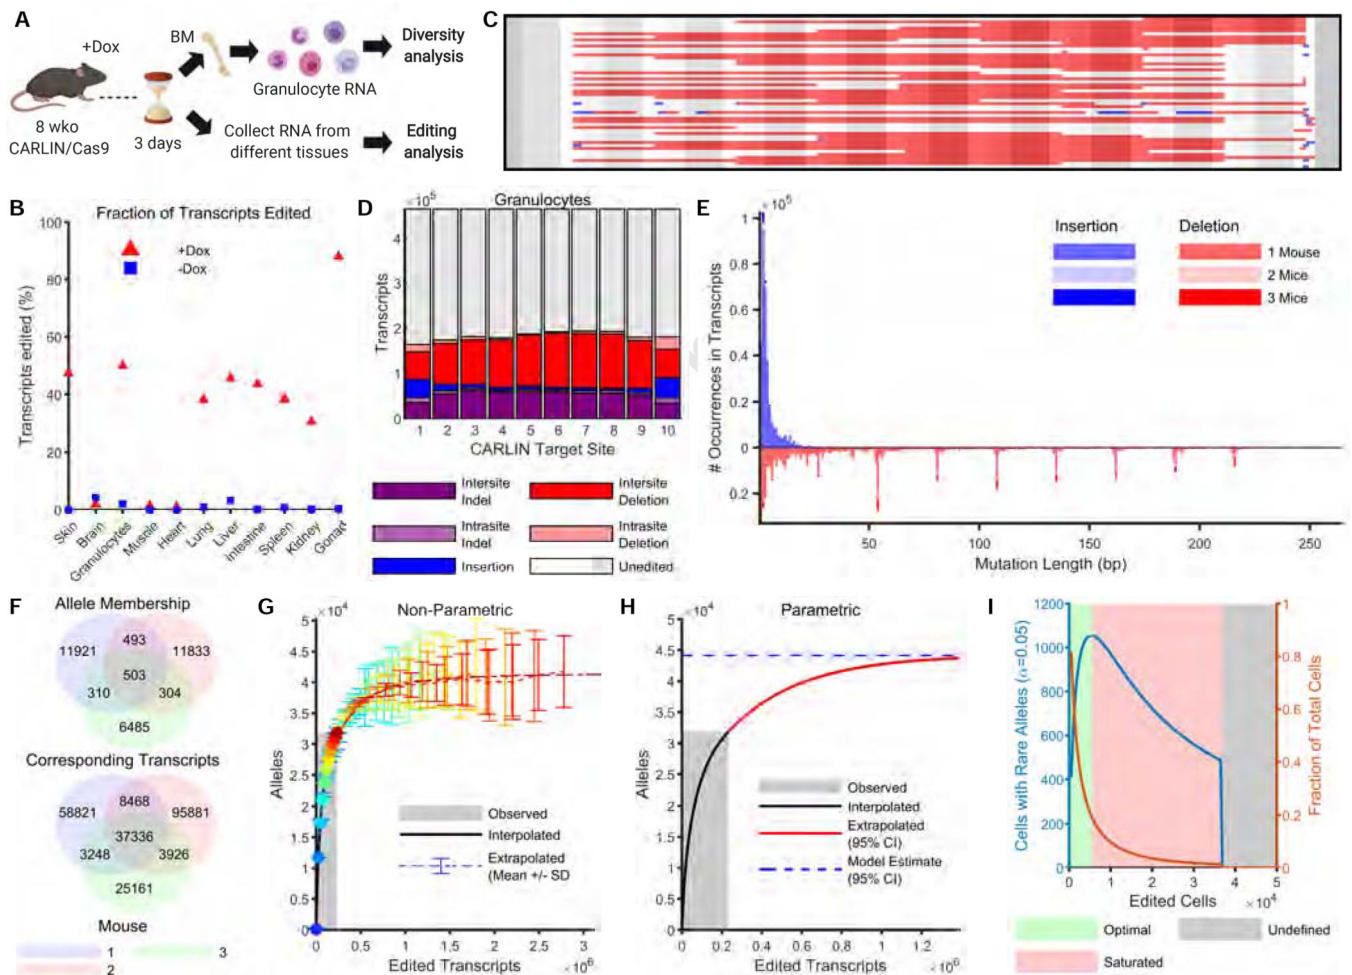 A
+Dox
BM
Granulocyte RNA
Diversity
analysis
8 wko
CARLIN/Cas9
3 days
Collect RNA from
different tissues
Editing
analysis
C
B
Fraction of Transcripts Edited
+Dox
-Dox
Transcripts edited (%)
100
80
60
40
20
0
Skin
Brain
Granulocytes
Muscle
Heart
Lung
Liver
Intestine
Spleen
Kidney
Gonad
D
×10⁵
Granulocytes
Transcripts
4
3
2
1
0
1 2 3 4 5 6 7 8 9 10
CARLIN Target Site
Intersite
Indel
Intersite
Deletion
Intrasite
Indel
Intrasite
Deletion
Insertion
Unedited
E
×10⁵
# Occurrences in Transcripts
1
0.8
0.6
0.4
0.2
0
0.2
50 100 150 200 250
Mutation Length (bp)
Insertion Deletion
1 Mouse
2 Mice
3 Mice
F
Allele Membership
11921 493 11833
503
310 304
6485
Corresponding Transcripts
58821 8468 95881
37336
3248 3926
25161
Mouse
1 3
2
G
×10⁴
Non-Parametric
Alleles
5
4.5
4
3.5
3
2.5
2
1.5
1
0.5
0
0 0.5 1 1.5 2 2.5 3
Edited Transcripts ×10⁶
Observed
Interpolated
Extrapolated
(Mean +/- SD
H
×10⁴
Parametric
Alleles
5
4.5
4
3.5
3
2.5
2
1.5
1
0.5
0
0 0.2 0.4 0.6 0.8 1 1.2
Edited Transcripts ×10⁶
Observed
Interpolated
Extrapolated
(95% CI)
Model Estimate
(95% CI)
I
Cells with Rare Alleles (α=0.05)
1200
1000
800
600
400
200
0
0 1 2 3 4 5
Edited Cells ×10⁴
1
0.8
0.6
0.4
0.2
0
Fraction of Total Cells
Optimal
Undefined
Saturated